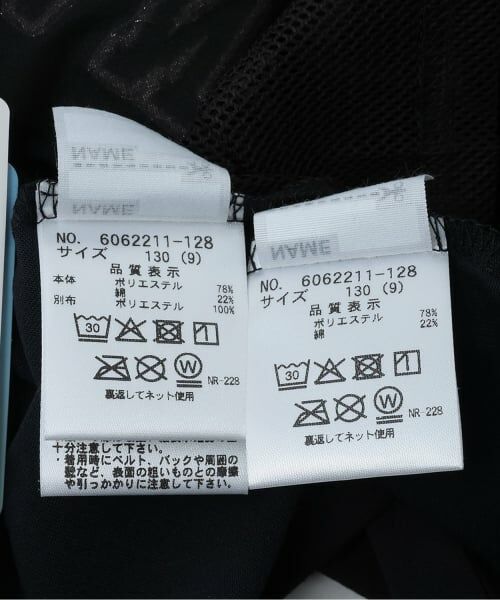 NAME
NAME
NO. 6062211-128
サイズ 130 (9)
品質表示
本体 ポリエステル 78%
綿 22%
別布 ポリエステル 100%
30
W
NR-228
裏返してネット使用
十分注意して下さい。
・着用時にベルト、バックや周囲の
壁など、表面の粗いものとの摩擦
や引っかかりに注意して下さい。
NAME
NO. 6062211-128
サイズ 130 (9)
品質表示
ポリエステル 78%
綿 22%
30
W
NR-228
裏返してネット使用